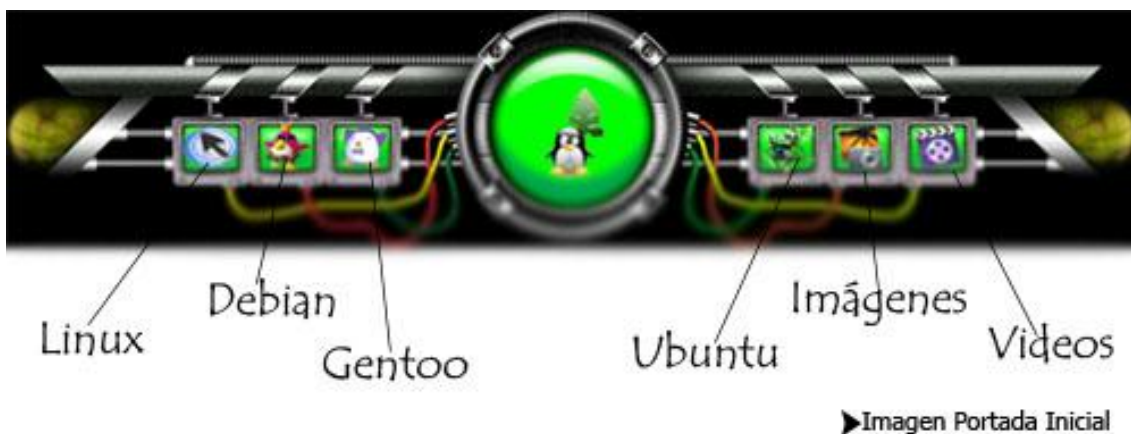 Linux
Debian
Gentoo
Ubuntu
Imágenes
Videos
Imagen Portada Inicial